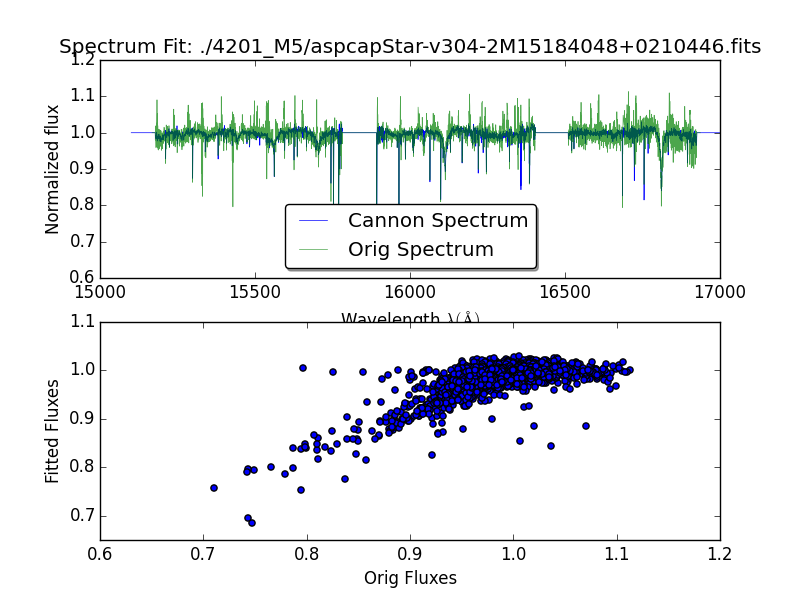 Spectrum Fit: ./4201_M5/aspcapStar-v304-2M15184048+0210446.fits
1.2
1.1
1.0
0.9
0.8
0.7
0.6
Normalized flux
Cannon Spectrum
Orig Spectrum
15000 15500 16000 16500 17000
Wavelength λ(Å)
1.1
1.0
0.9
0.8
0.7
Fitted Fluxes
0.6 0.7 0.8 0.9 1.0 1.1 1.2
Orig Fluxes